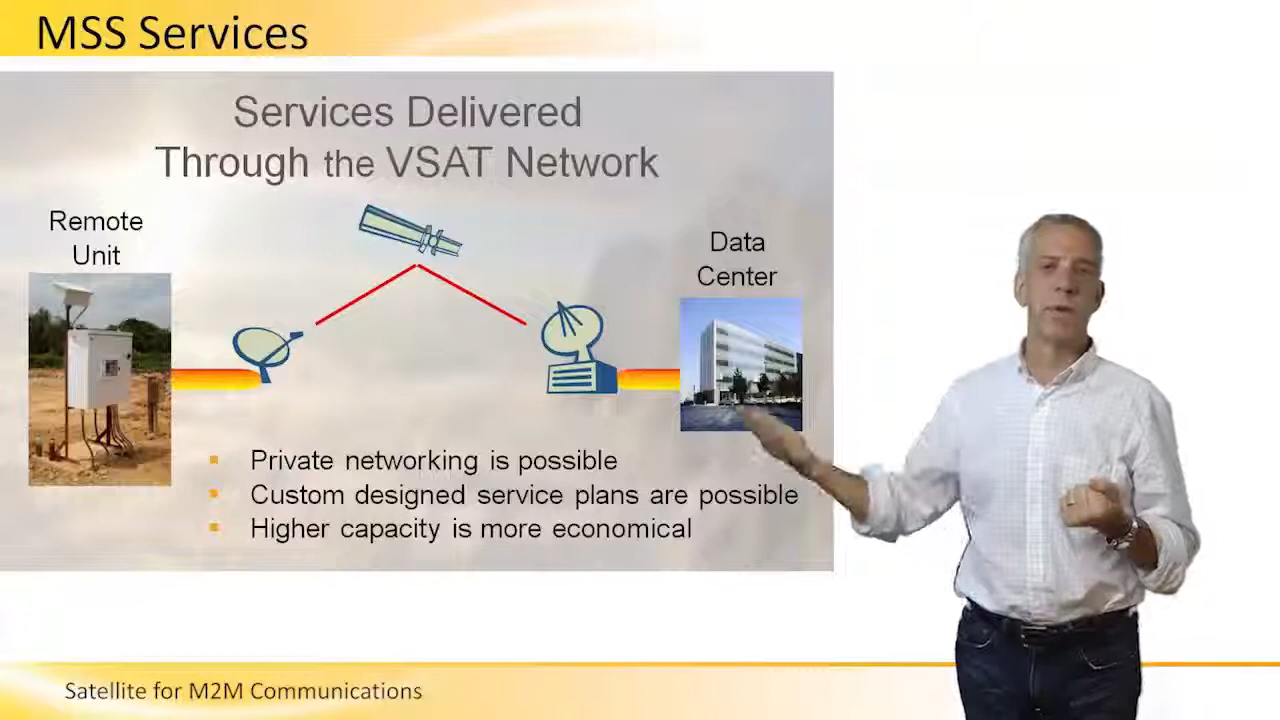 MSS Services
Services Delivered
Through the VSAT Network
Remote
Unit
Data
Center
Private networking is possible
Custom designed service plans are possible
Higher capacity is more economical
Satellite for M2M Communications